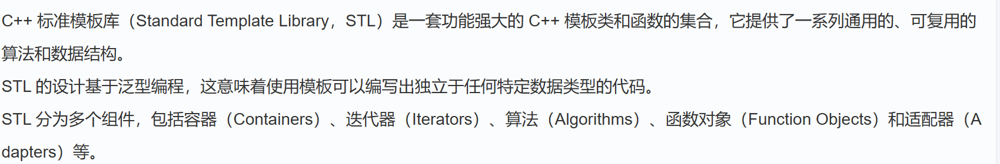 C++ 标准模板库（Standard Template Library，STL）是一套功能强大的 C++ 模板类和函数的集合，它提供了一系列通用的、可复用的
算法和数据结构。
STL 的设计基于泛型编程，这意味着使用模板可以编写出独立于任何特定数据类型的代码。
STL 分为多个组件，包括容器（Containers）、迭代器（Iterators）、算法（Algorithms）、函数对象（Function Objects）和适配器（A
dapters）等。